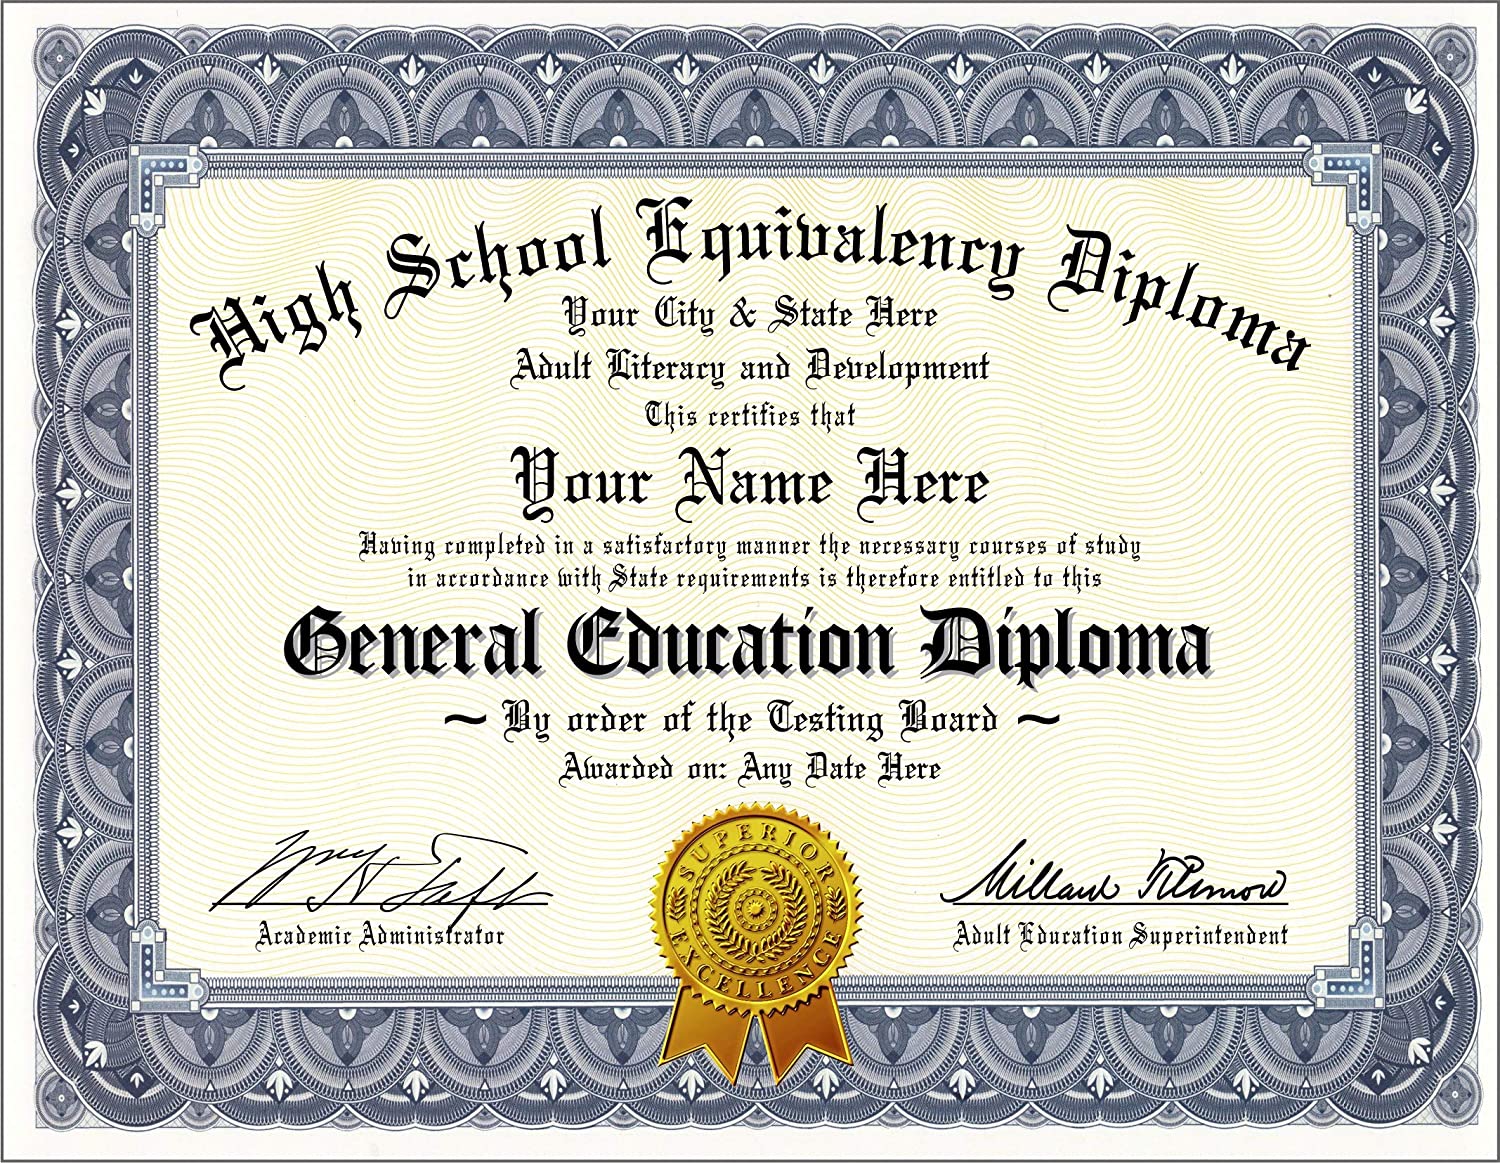 High School Equivalency Diploma
Your City & State Here
Adult Literacy and Development
This certifies that
Your Name Here
Having completed in a satisfactory manner the necessary courses of study
in accordance with State requirements is therefore entitled to this
General Education Diploma
~ By order of the Testing Board ~
Awarded on: Any Date Here
SUPERIOR
EXCELLENCE
Millard Fillmore
Academic Administrator
Adult Education Superintendent